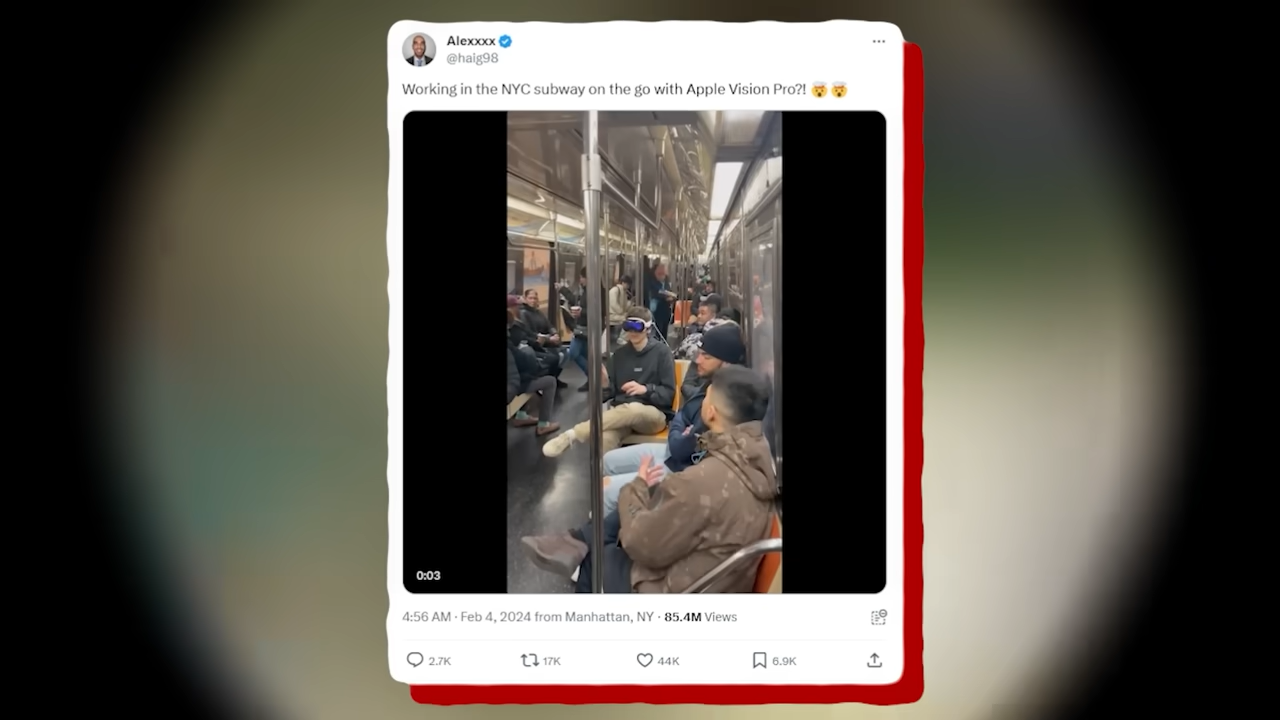 Alexxxx
@haig98
Working in the NYC subway on the go with Apple Vision Pro?! 🤯🤯
0:03
4:56 AM · Feb 4, 2024 from Manhattan, NY · 85.4M Views
2.7K 17K 44K 6.9K